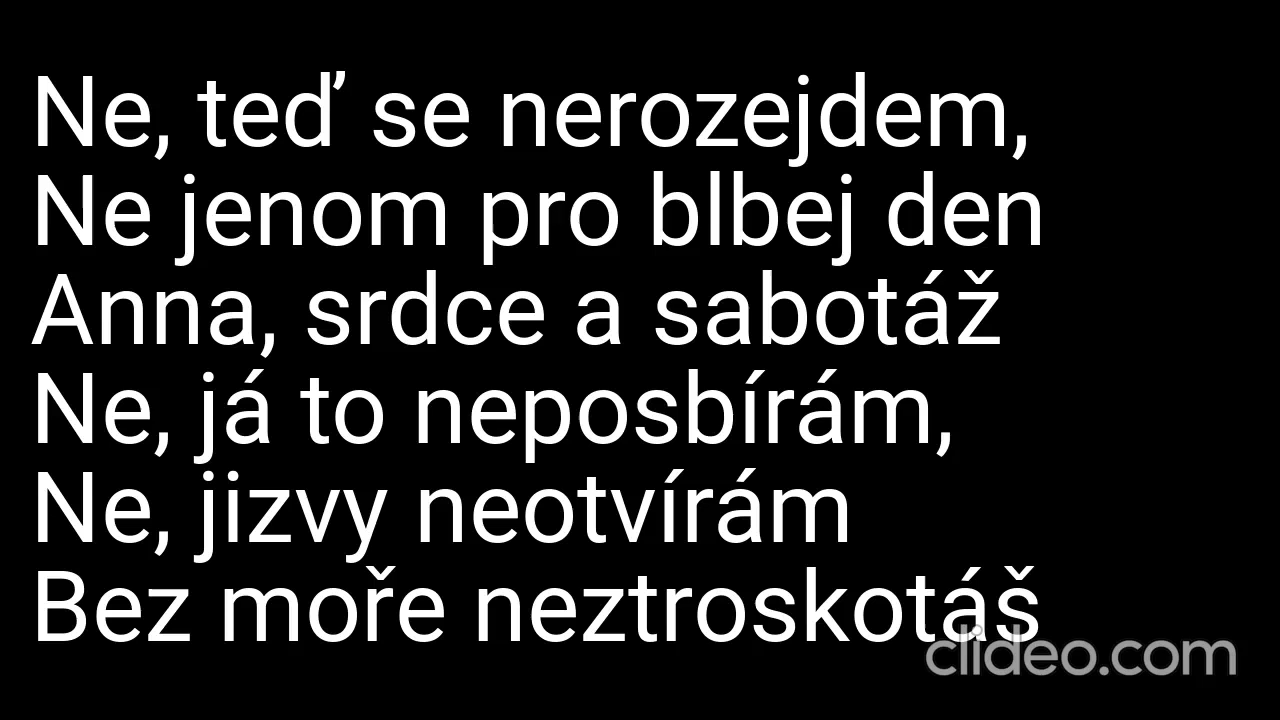 Ne, teď se nerozejdem,
Ne jenom pro blbej den
Anna, srdce a sabotáž
Ne, já to neposbírám,
Ne, jizvy neotvírám
Bez moře neztroskotáš
clideo.com